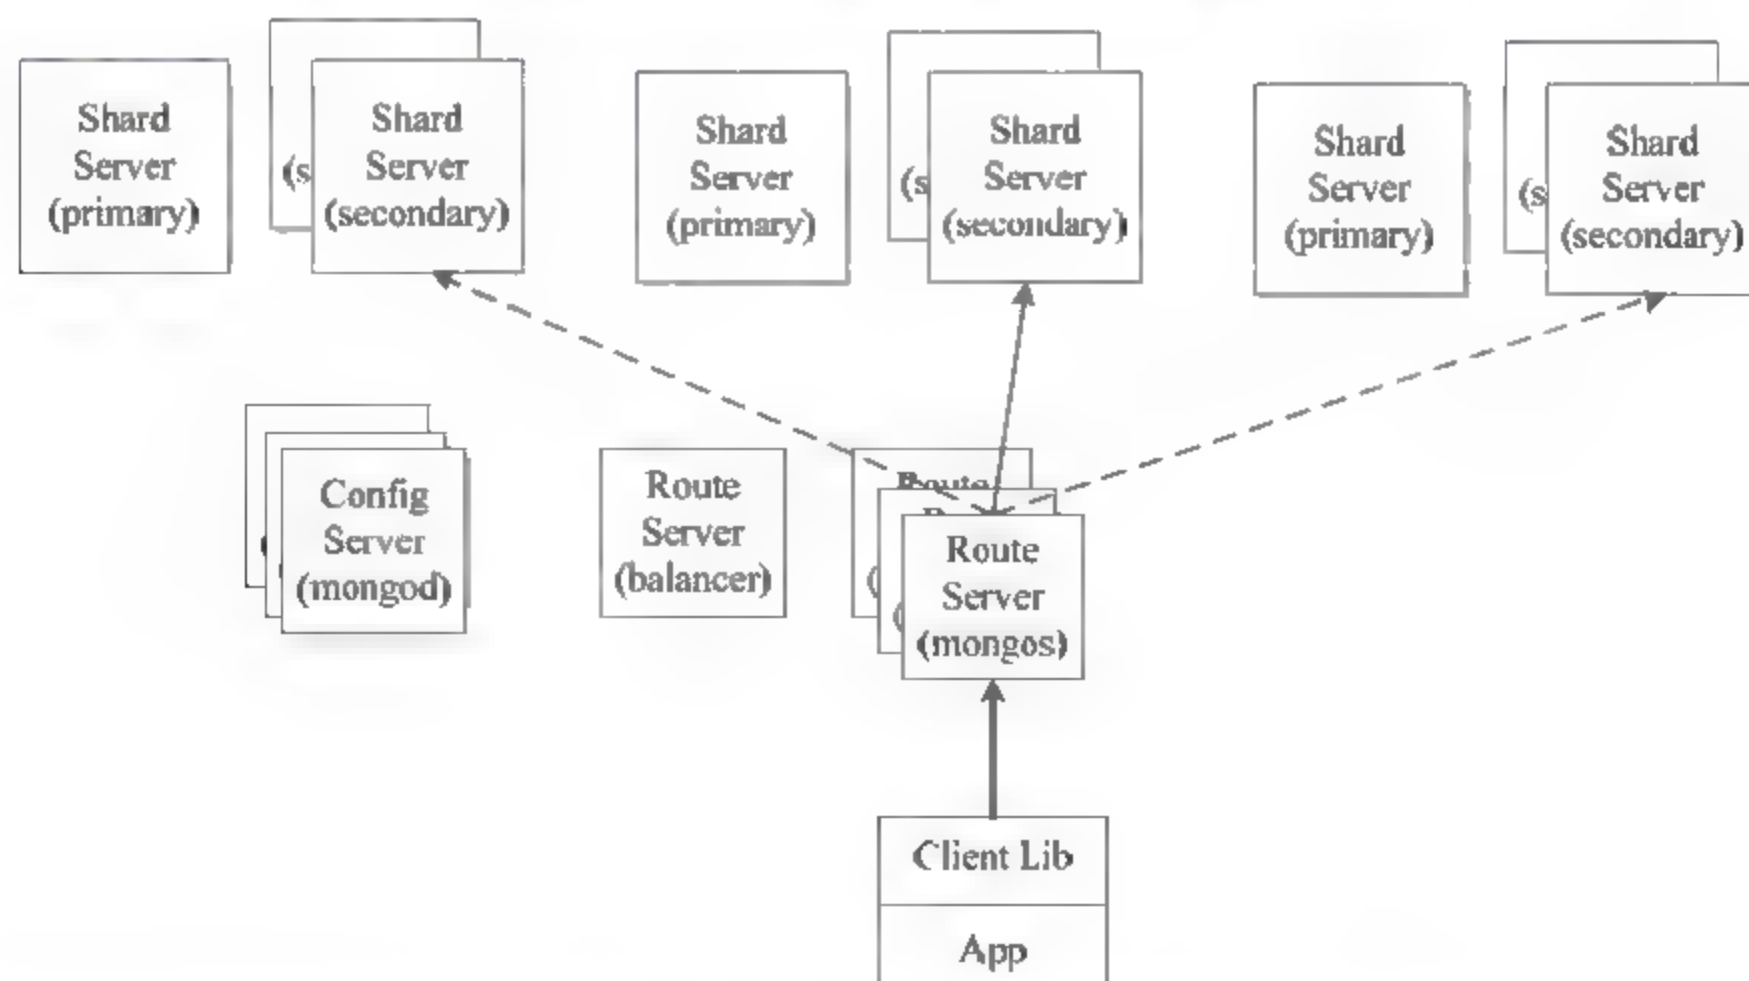 Shard
Server
(primary)
(s
Shard
Server
(secondary)
Shard
Server
(primary)
(s
Shard
Server
(secondary)
Shard
Server
(primary)
(s
Shard
Server
(secondary)
Config
Server
(mongod)
Route
Server
(balancer)
Route
Route
Server
(mongos)
Client Lib
App